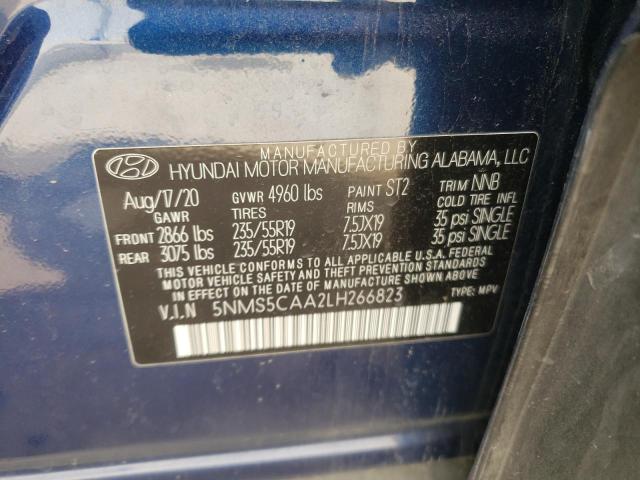 MANUFACTURED BY
HYUNDAI MOTOR MANUFACTURING ALABAMA, LLC
Aug/17/20 GVWR 4960 lbs PAINT ST2 TRIM NNB
GAWR TIRES RIMS COLD TIRE INFL
FRONT 2866 lbs 235/55R19 7.5JX19 35 psi SINGLE
REAR 3075 lbs 235/55R19 7.5JX19 35 psi SINGLE
THIS VEHICLE CONFORMS TO ALL APPLICABLE U.S.A. FEDERAL
MOTOR VEHICLE SAFETY, BUMPER, AND THEFT PREVENTION
STANDARDS IN EFFECT ON THE DATE OF MANUFACTURE SHOWN ABOVE.
V.I.N 5NMS5CAA2LH266823 TYPE: MPV